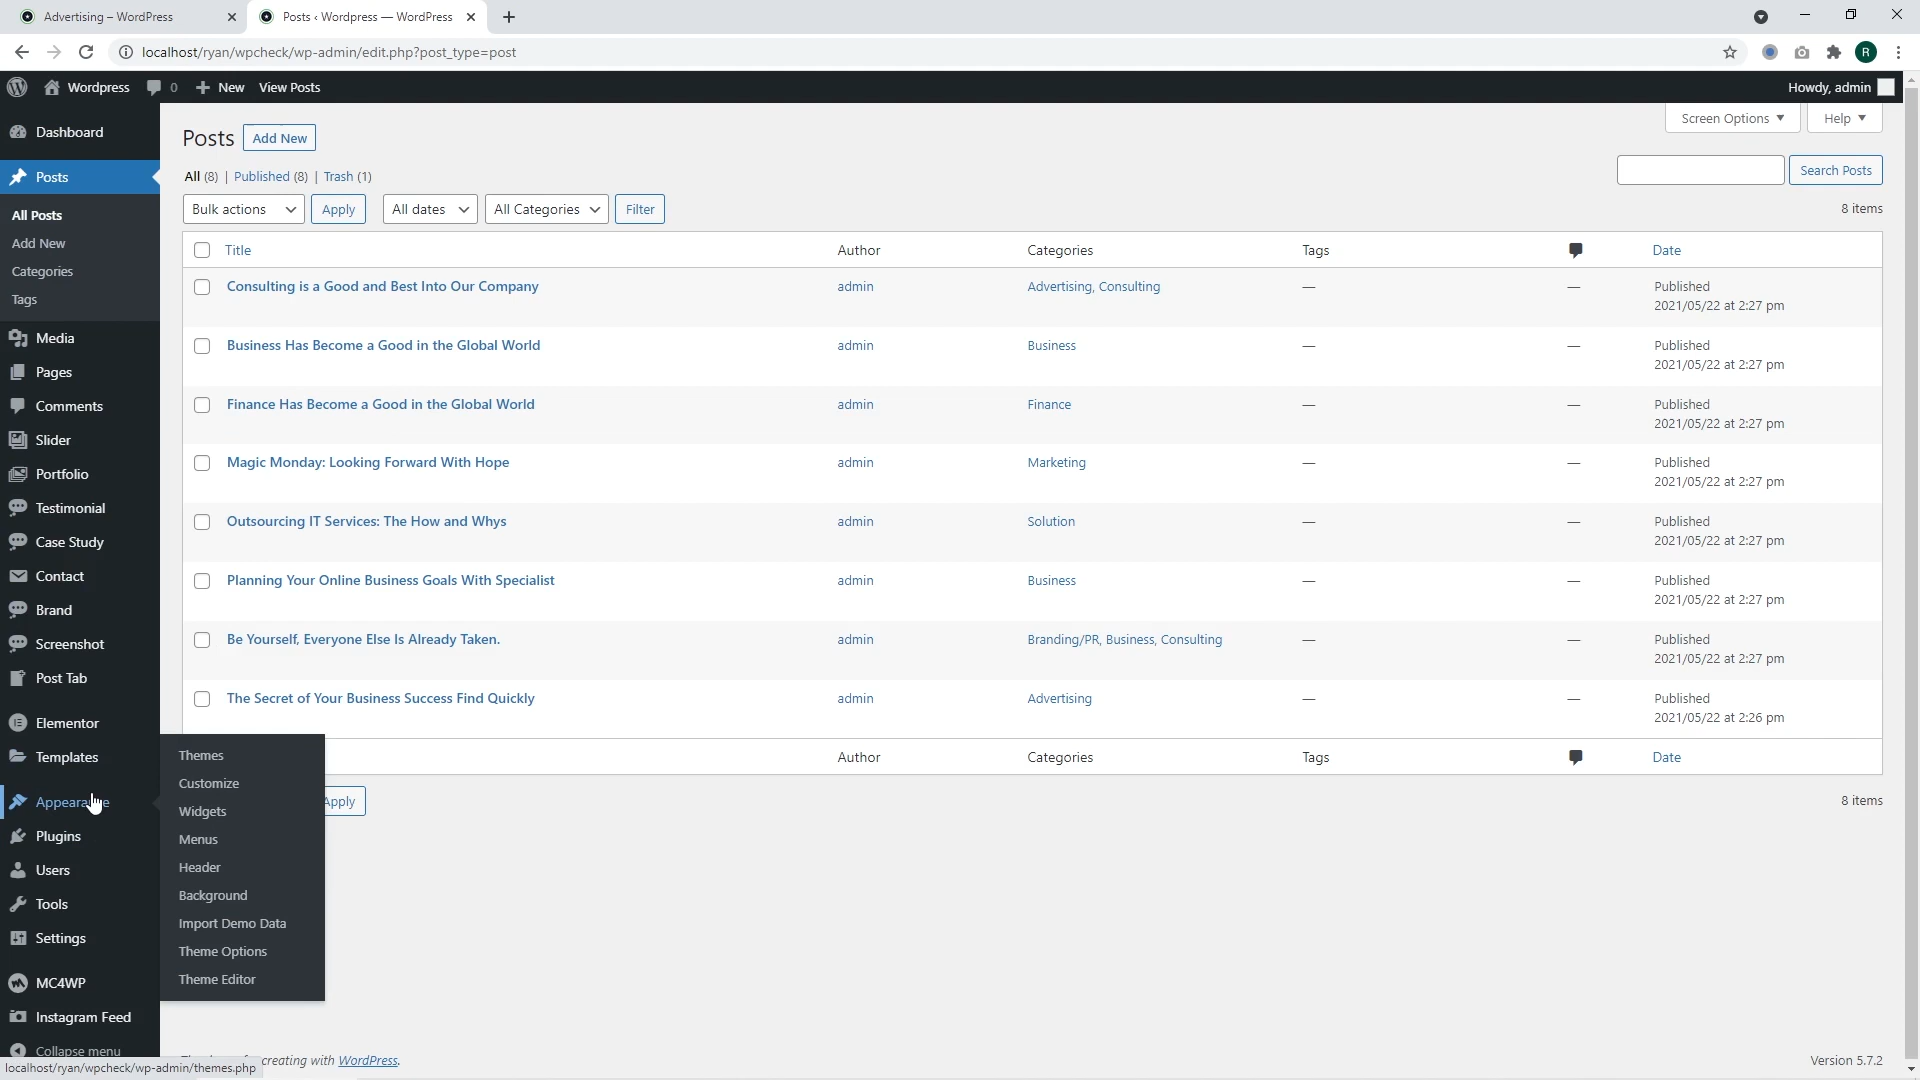 Advertising – WordPress
Posts ‹ Wordpress — WordPress
localhost/ryan/wpcheck/wp-admin/edit.php?post_type=post
R
Wordpress
0
New
View Posts
Howdy, admin
Dashboard
Posts
All Posts
Add New
Categories
Tags
Media
Pages
Comments
Slider
Portfolio
Testimonial
Case Study
Contact
Brand
Screenshot
Post Tab
Elementor
Templates
Plugins
Users
Tools
Settings
MC4WP
Instagram Feed
Collapse menu
Themes
Customize
Widgets
Menus
Header
Background
Import Demo Data
Theme Options
Theme Editor
Posts Add New
Screen Options Help
All (8) | Published (8) | Trash (1)
Search Posts
Bulk actions Apply All dates All Categories Filter
8 items
Title Author Categories Tags Date
Consulting is a Good and Best Into Our Company admin Advertising, Consulting — — Published
2021/05/22 at 2:27 pm
Business Has Become a Good in the Global World admin Business — — Published
2021/05/22 at 2:27 pm
Finance Has Become a Good in the Global World admin Finance — — Published
2021/05/22 at 2:27 pm
Magic Monday: Looking Forward With Hope admin Marketing — — Published
2021/05/22 at 2:27 pm
Outsourcing IT Services: The How and Whys admin Solution — — Published
2021/05/22 at 2:27 pm
Planning Your Online Business Goals With Specialist admin Business — — Published
2021/05/22 at 2:27 pm
Be Yourself, Everyone Else Is Already Taken. admin Branding/PR, Business, Consulting — — Published
2021/05/22 at 2:27 pm
The Secret of Your Business Success Find Quickly admin Advertising — — Published
2021/05/22 at 2:26 pm
Author Categories Tags Date
Apply
8 items
creating with WordPress.
Version 5.7.2
localhost/ryan/wpcheck/wp-admin/themes.php